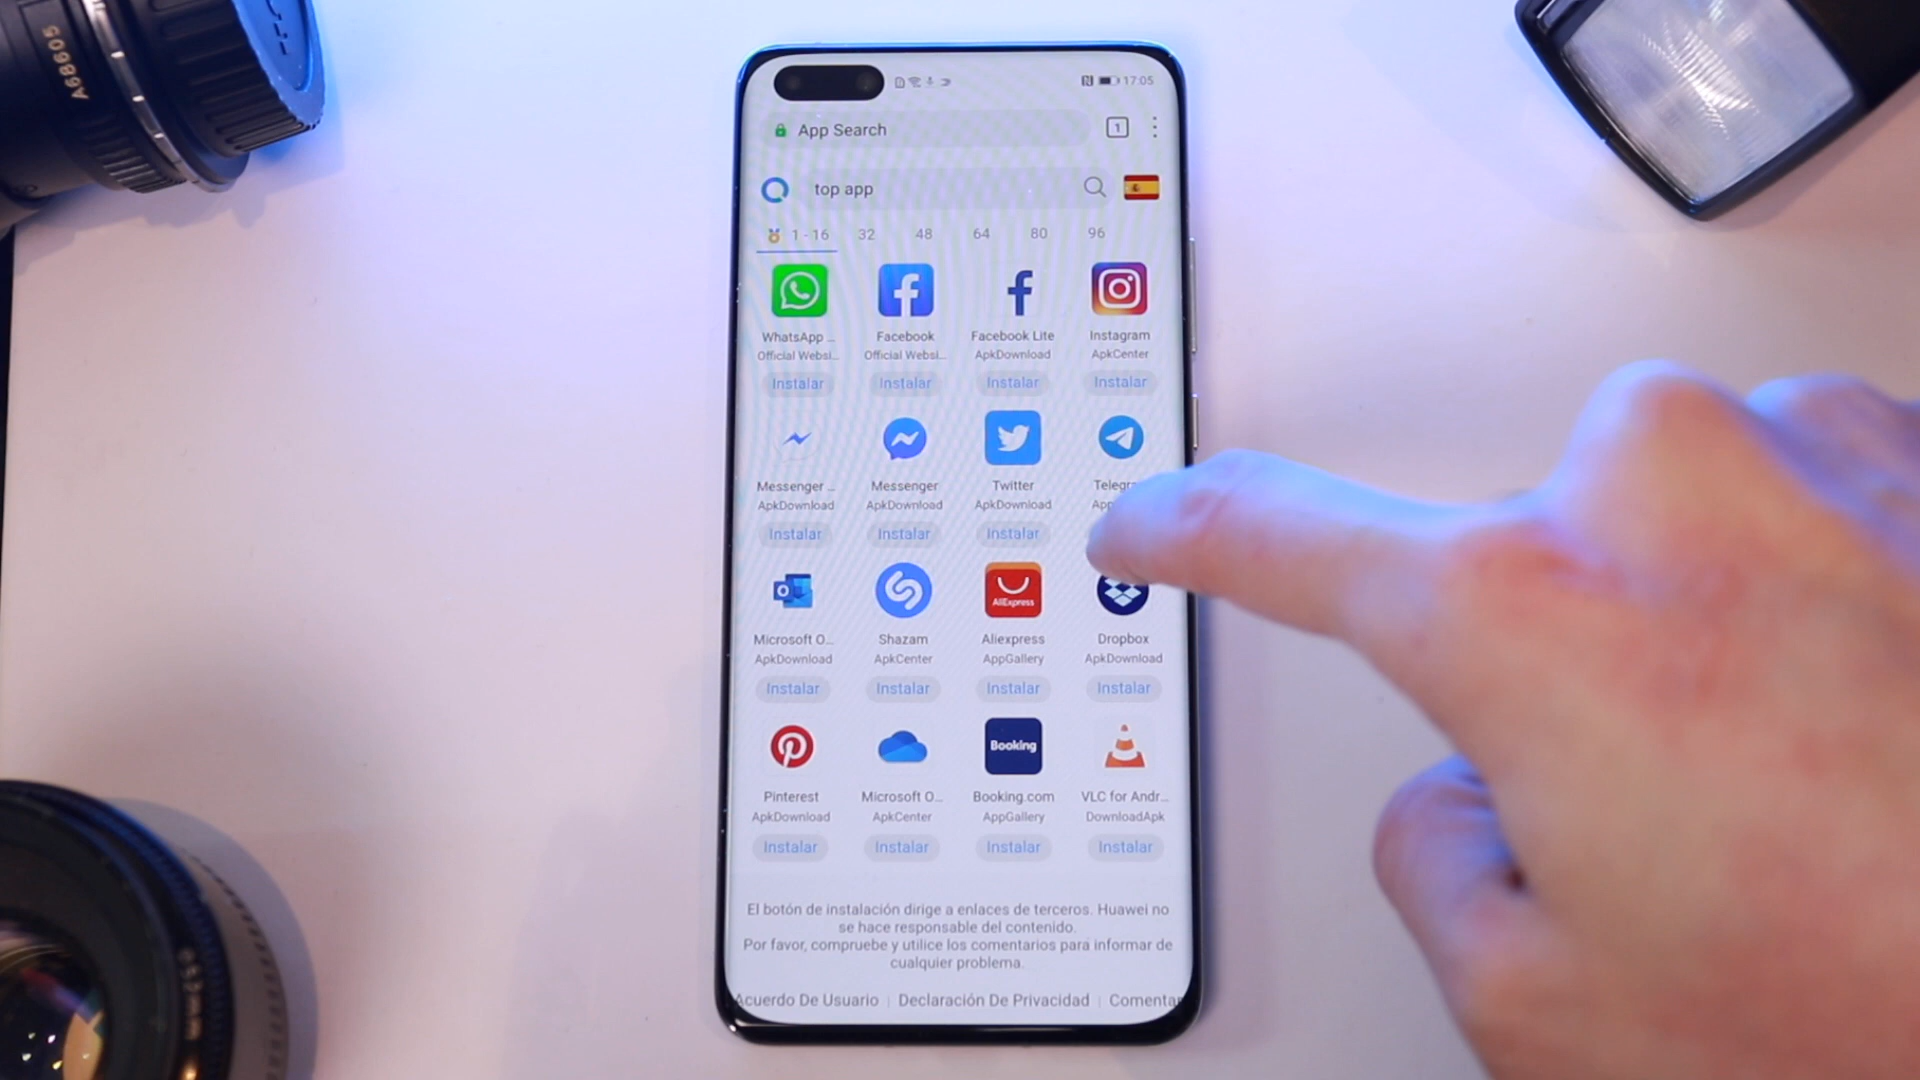 A68605
17:05
App Search
1
top app
1 - 16 32 48 64 80 96
WhatsApp ... Facebook Facebook Lite Instagram
Official Websi... Official Websi... ApkDownload ApkCenter
Instalar Instalar Instalar Instalar
Messenger ... Messenger Twitter Telegra
ApkDownload ApkDownload ApkDownload App
Instalar Instalar Instalar
AliExpress
Microsoft O... Shazam Aliexpress Dropbox
ApkDownload ApkCenter AppGallery ApkDownload
Instalar Instalar Instalar Instalar
Booking
Pinterest Microsoft O... Booking.com VLC for Andr...
ApkDownload ApkCenter AppGallery DownloadApk
Instalar Instalar Instalar Instalar
El botón de instalación dirige a enlaces de terceros. Huawei no
se hace responsable del contenido.
Por favor, compruebe y utilice los comentarios para informar de
cualquier problema.
Acuerdo De Usuario | Declaración De Privacidad | Comentar